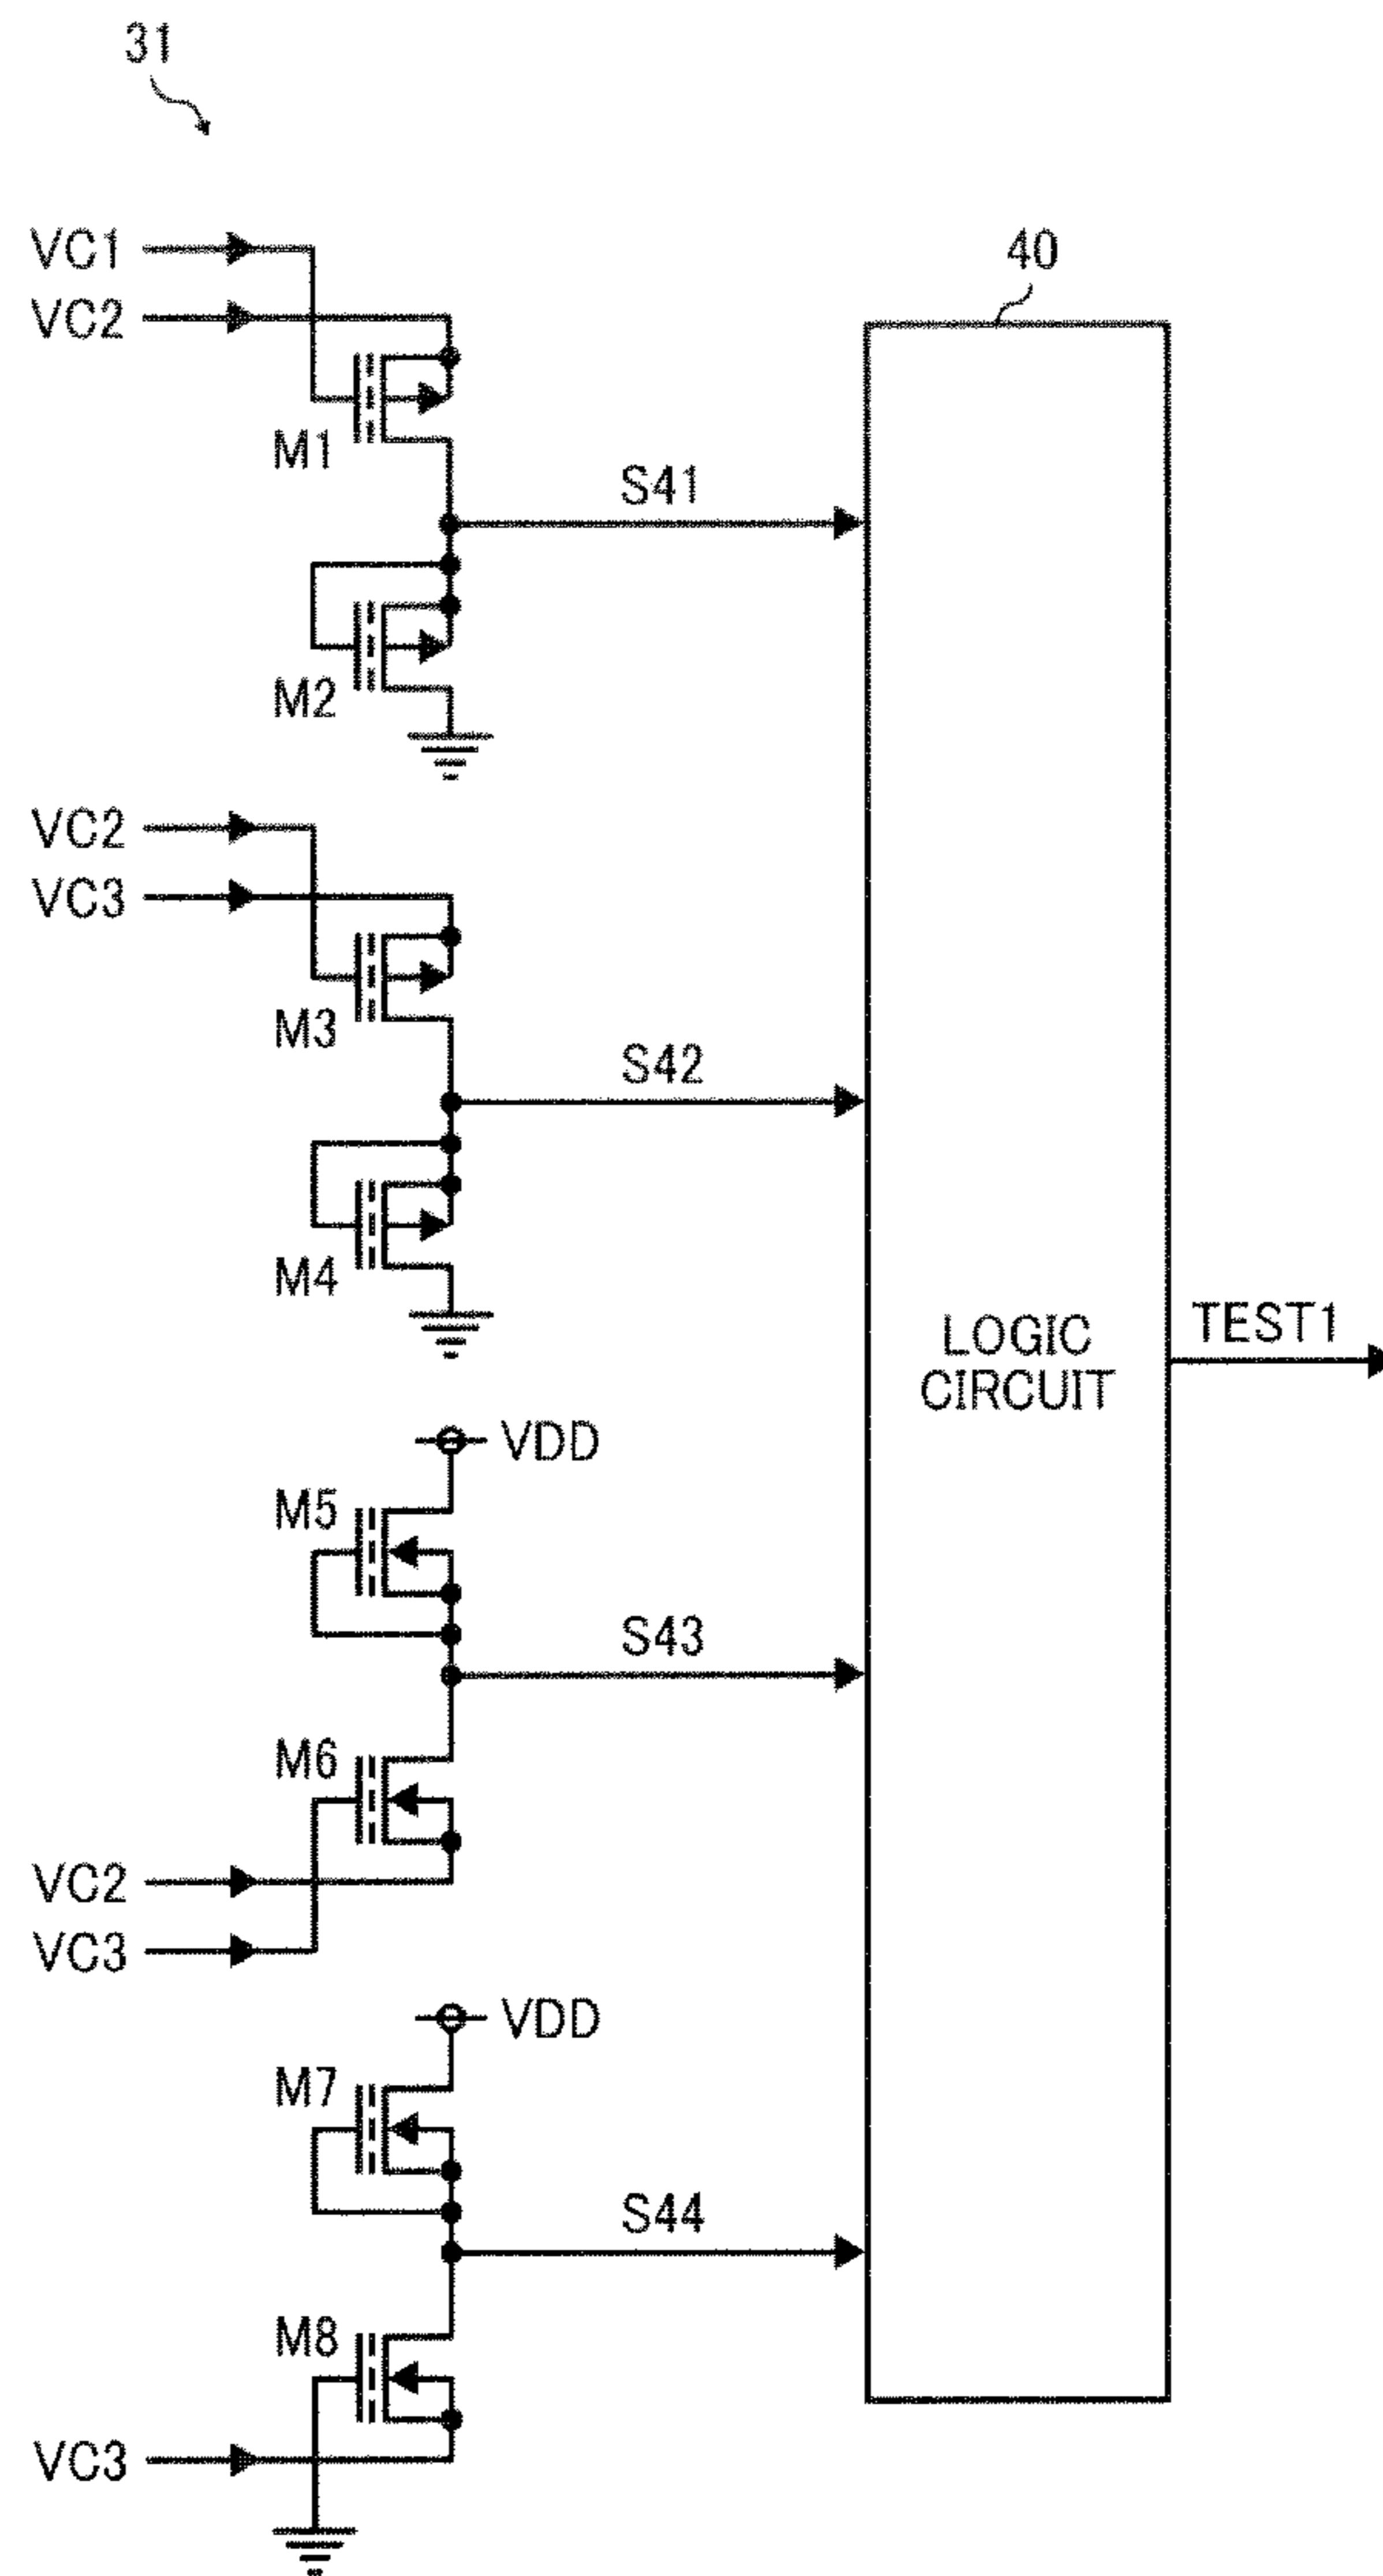 31
VC1
40
VC2
M1
S41
M2
VC2
VC3
M3
S42
M4
LOGIC
CIRCUIT
TEST1
VDD
M5
S43
M6
VC2
VC3
VDD
M7
S44
M8
VC3